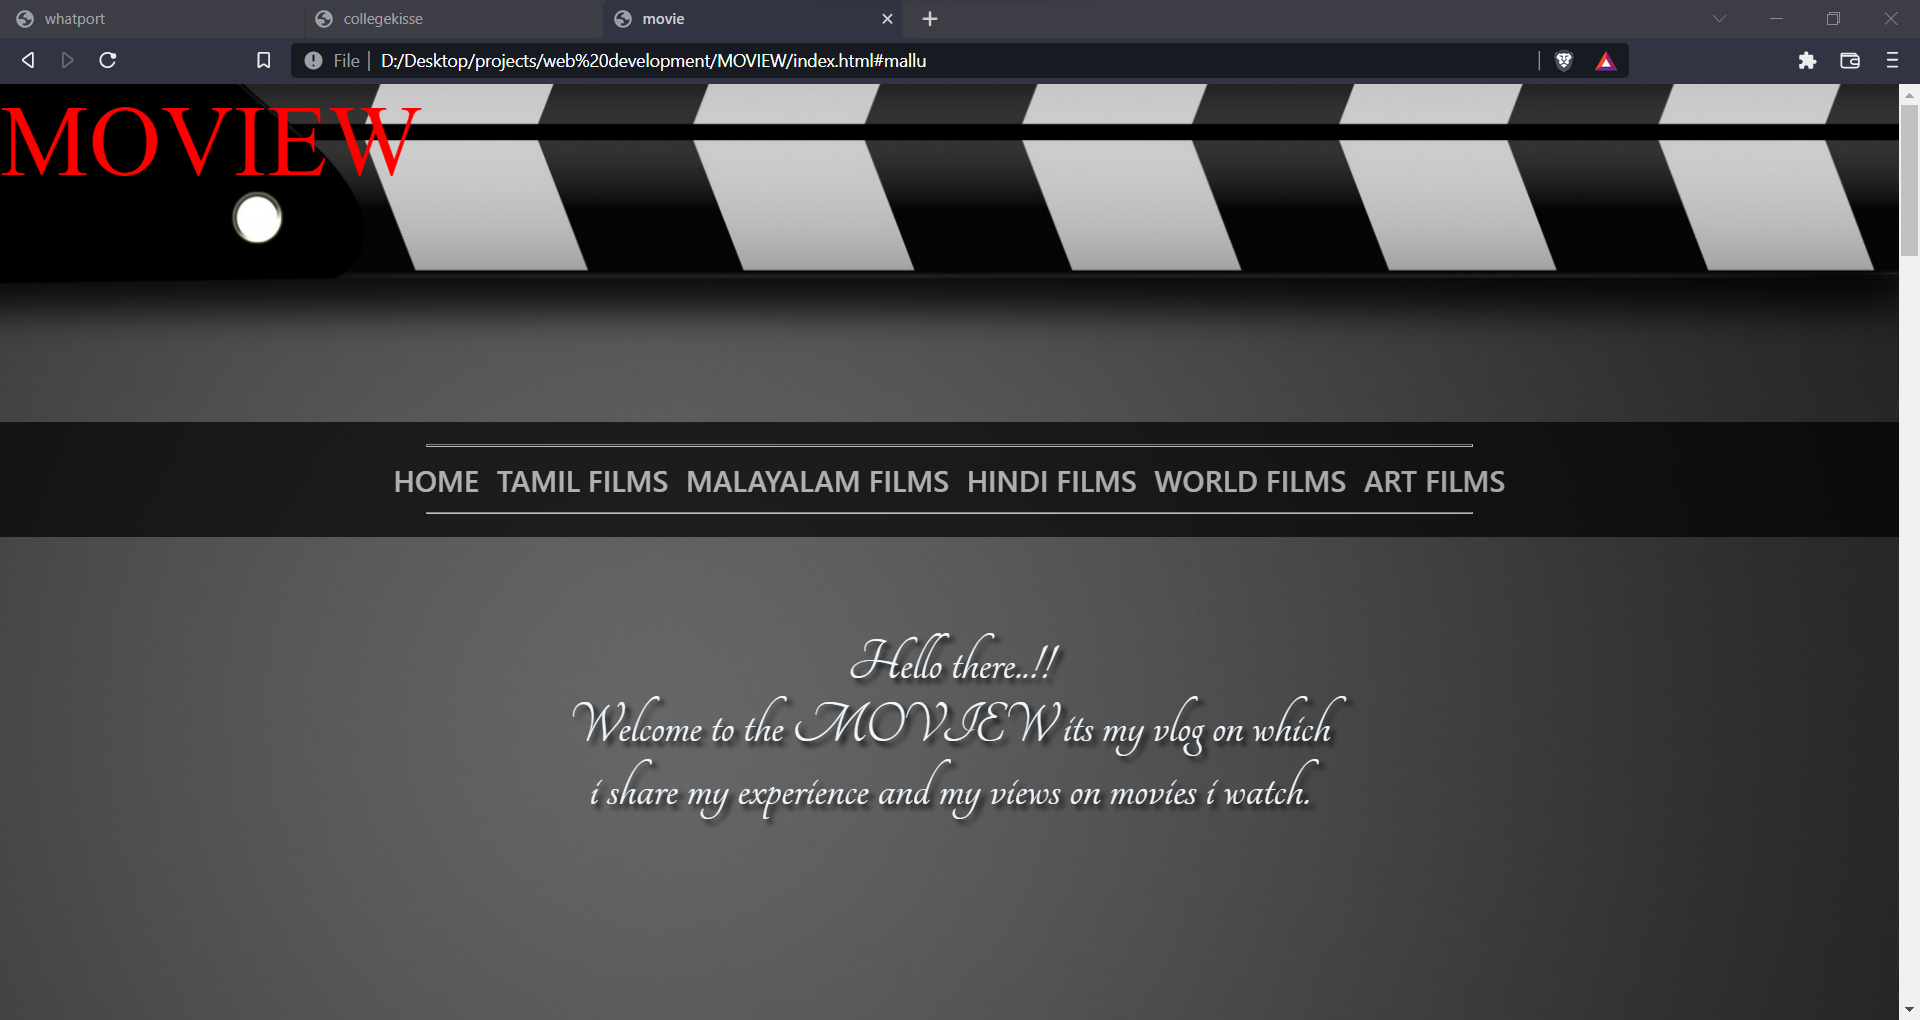 whatport
collegekisse
movie
File
D:/Desktop/projects/web%20development/MOVIEW/index.html#mallu
MOVIEW
HOME TAMIL FILMS MALAYALAM FILMS HINDI FILMS WORLD FILMS ART FILMS
Hello there..!!
Welcome to the MOVIEW its my vlog on which
i share my experience and my views on movies i watch.